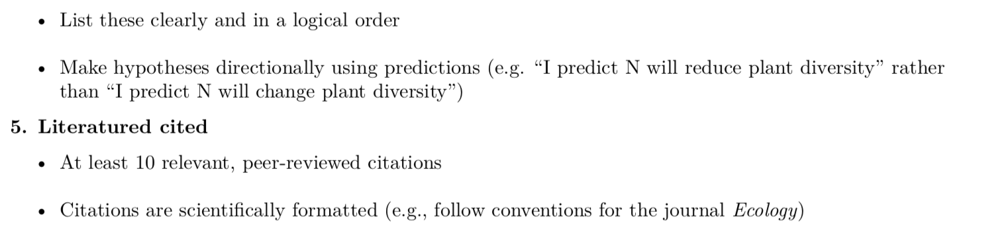 • List these clearly and in a logical order
• Make hypotheses directionally using predictions (e.g. “I predict N will reduce plant diversity” rather
than “I predict N will change plant diversity”)
5. Literatured cited
• At least 10 relevant, peer-reviewed citations
• Citations are scientifically formatted (e.g., follow conventions for the journal Ecology)